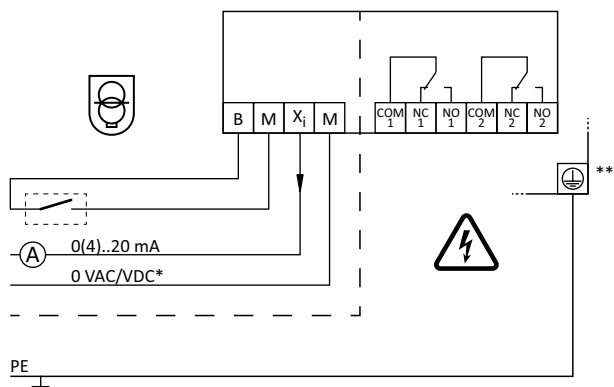 B M Xi M COM 1 NC 1 NO 1 COM 2 NC 2 NO 2
**
A 0(4)..20 mA
0 VAC/VDC*
PE